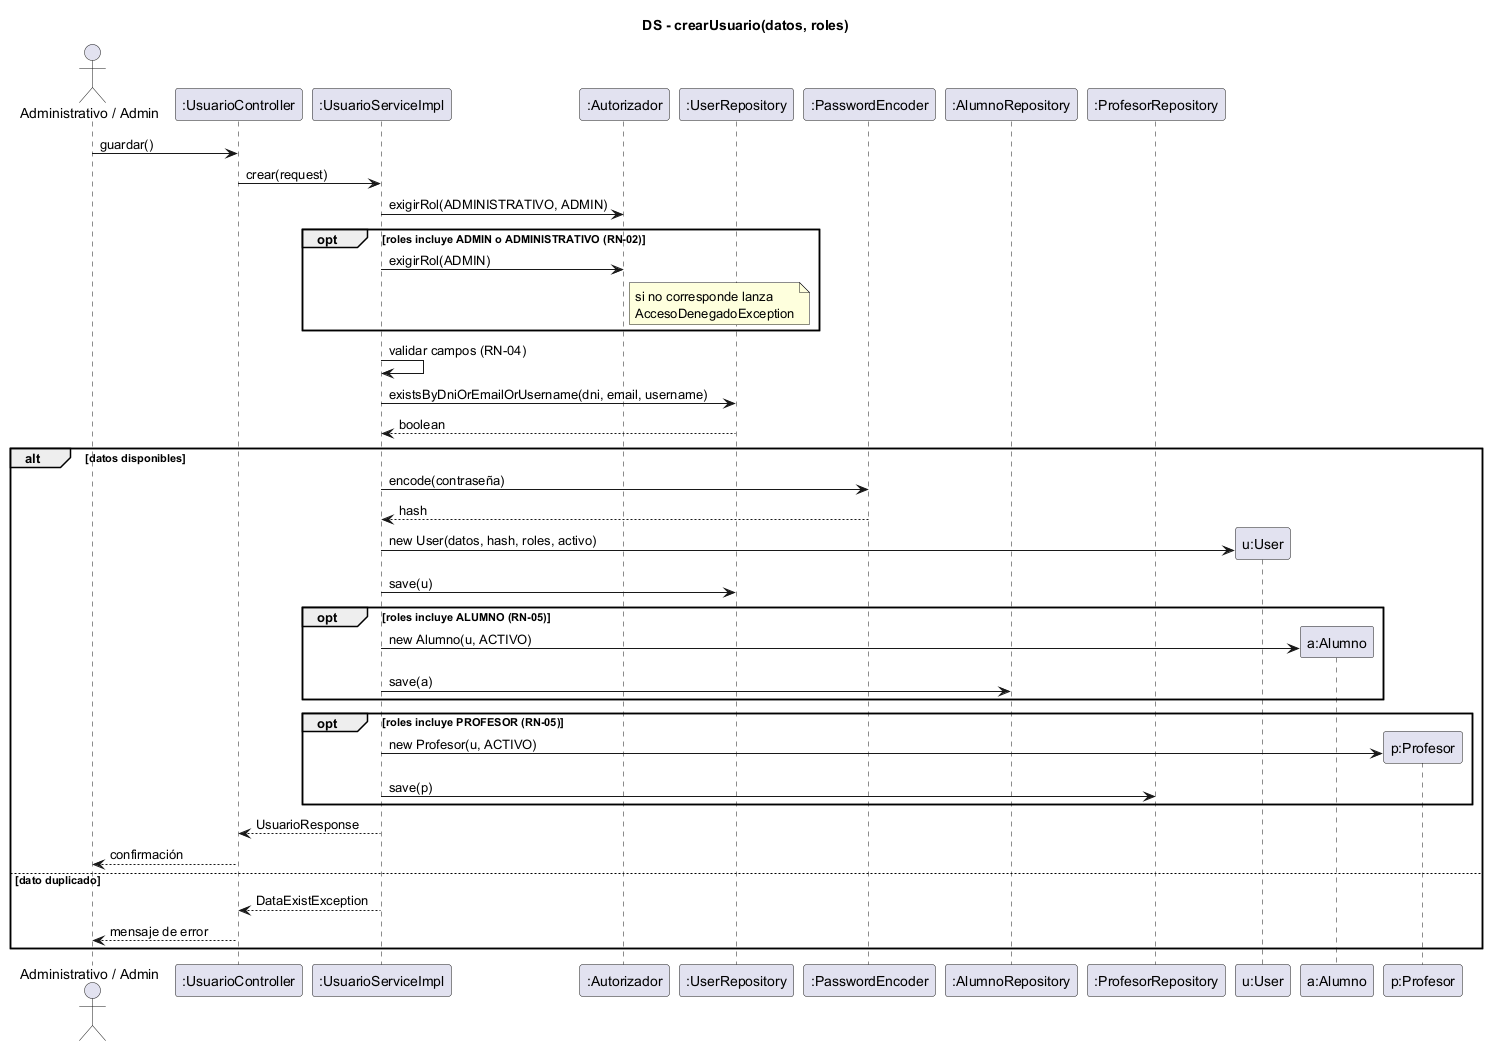 DS - crearUsuario(datos, roles)
Administrativo / Admin
:UsuarioController
:UsuarioServiceImpl
:Autorizador
:UserRepository
:PasswordEncoder
:AlumnoRepository
:ProfesorRepository
guardar()
crear(request)
exigirRol(ADMINISTRATIVO, ADMIN)
opt
[roles incluye ADMIN o ADMINISTRATIVO (RN-02)]
exigirRol(ADMIN)
si no corresponde lanza
AccesoDenegadoException
validar campos (RN-04)
existsByDniOrEmailOrUsername(dni, email, username)
boolean
alt
[datos disponibles]
encode(contraseña)
hash
new User(datos, hash, roles, activo)
u:User
save(u)
opt
[roles incluye ALUMNO (RN-05)]
new Alumno(u, ACTIVO)
a:Alumno
save(a)
opt
[roles incluye PROFESOR (RN-05)]
new Profesor(u, ACTIVO)
p:Profesor
save(p)
UsuarioResponse
confirmación
[dato duplicado]
DataExistException
mensaje de error
Administrativo / Admin
:UsuarioController
:UsuarioServiceImpl
:Autorizador
:UserRepository
:PasswordEncoder
:AlumnoRepository
:ProfesorRepository
u:User
a:Alumno
p:Profesor